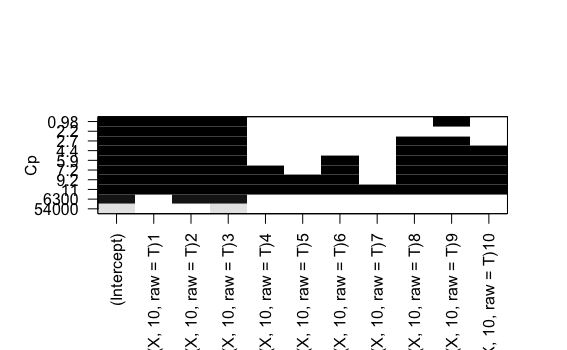 Cp
0.98
2.2
2.7
4.4
5.9
7.2
9.2
11
6300
54000
(Intercept)
(X, 10, raw = T)1
(X, 10, raw = T)2
(X, 10, raw = T)3
(X, 10, raw = T)4
(X, 10, raw = T)5
(X, 10, raw = T)6
(X, 10, raw = T)7
(X, 10, raw = T)8
(X, 10, raw = T)9
X, 10, raw = T)10